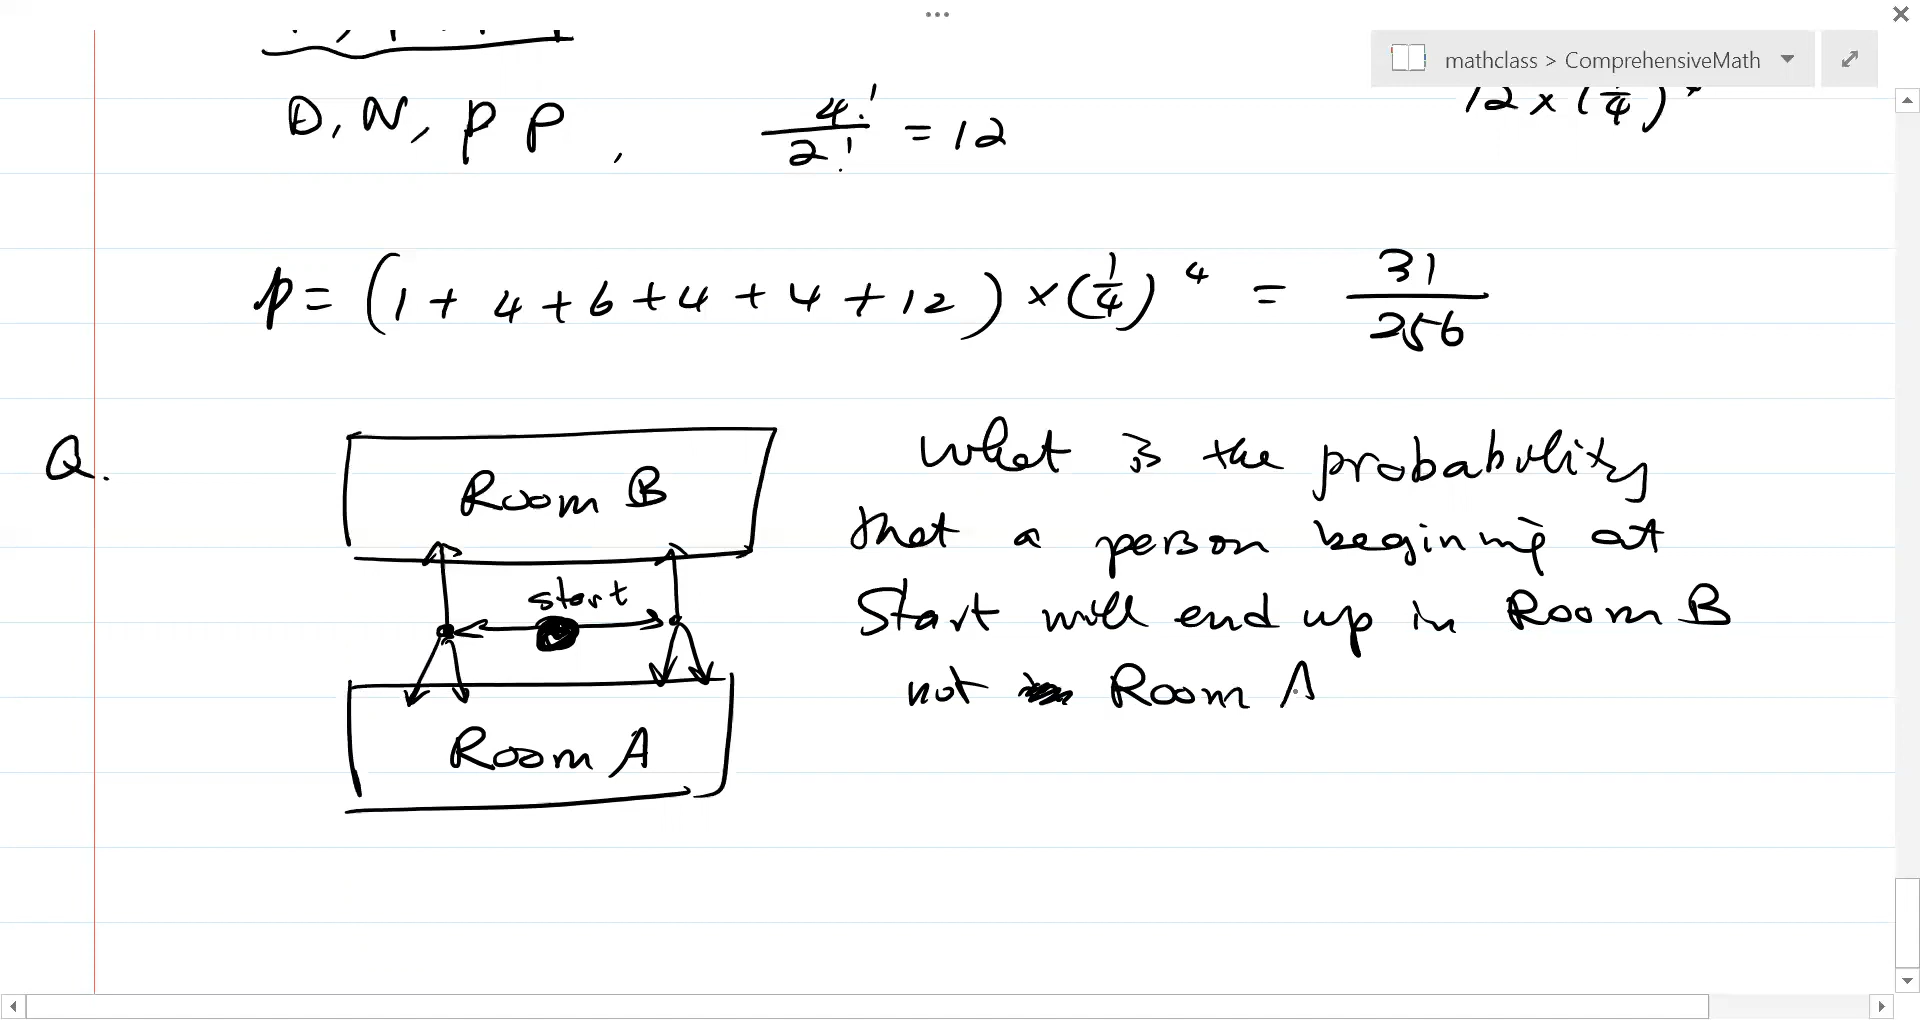 mathclass > ComprehensiveMath
12 x (1/4)
D, N, P P, 4!/2! = 12
p = (1 + 4 + 6 + 4 + 4 + 12) x (1/4)^4 = 31/256
Q.
Room B
start
Room A
What is the probability
that a person beginning at
Start will end up in Room B
not Room A